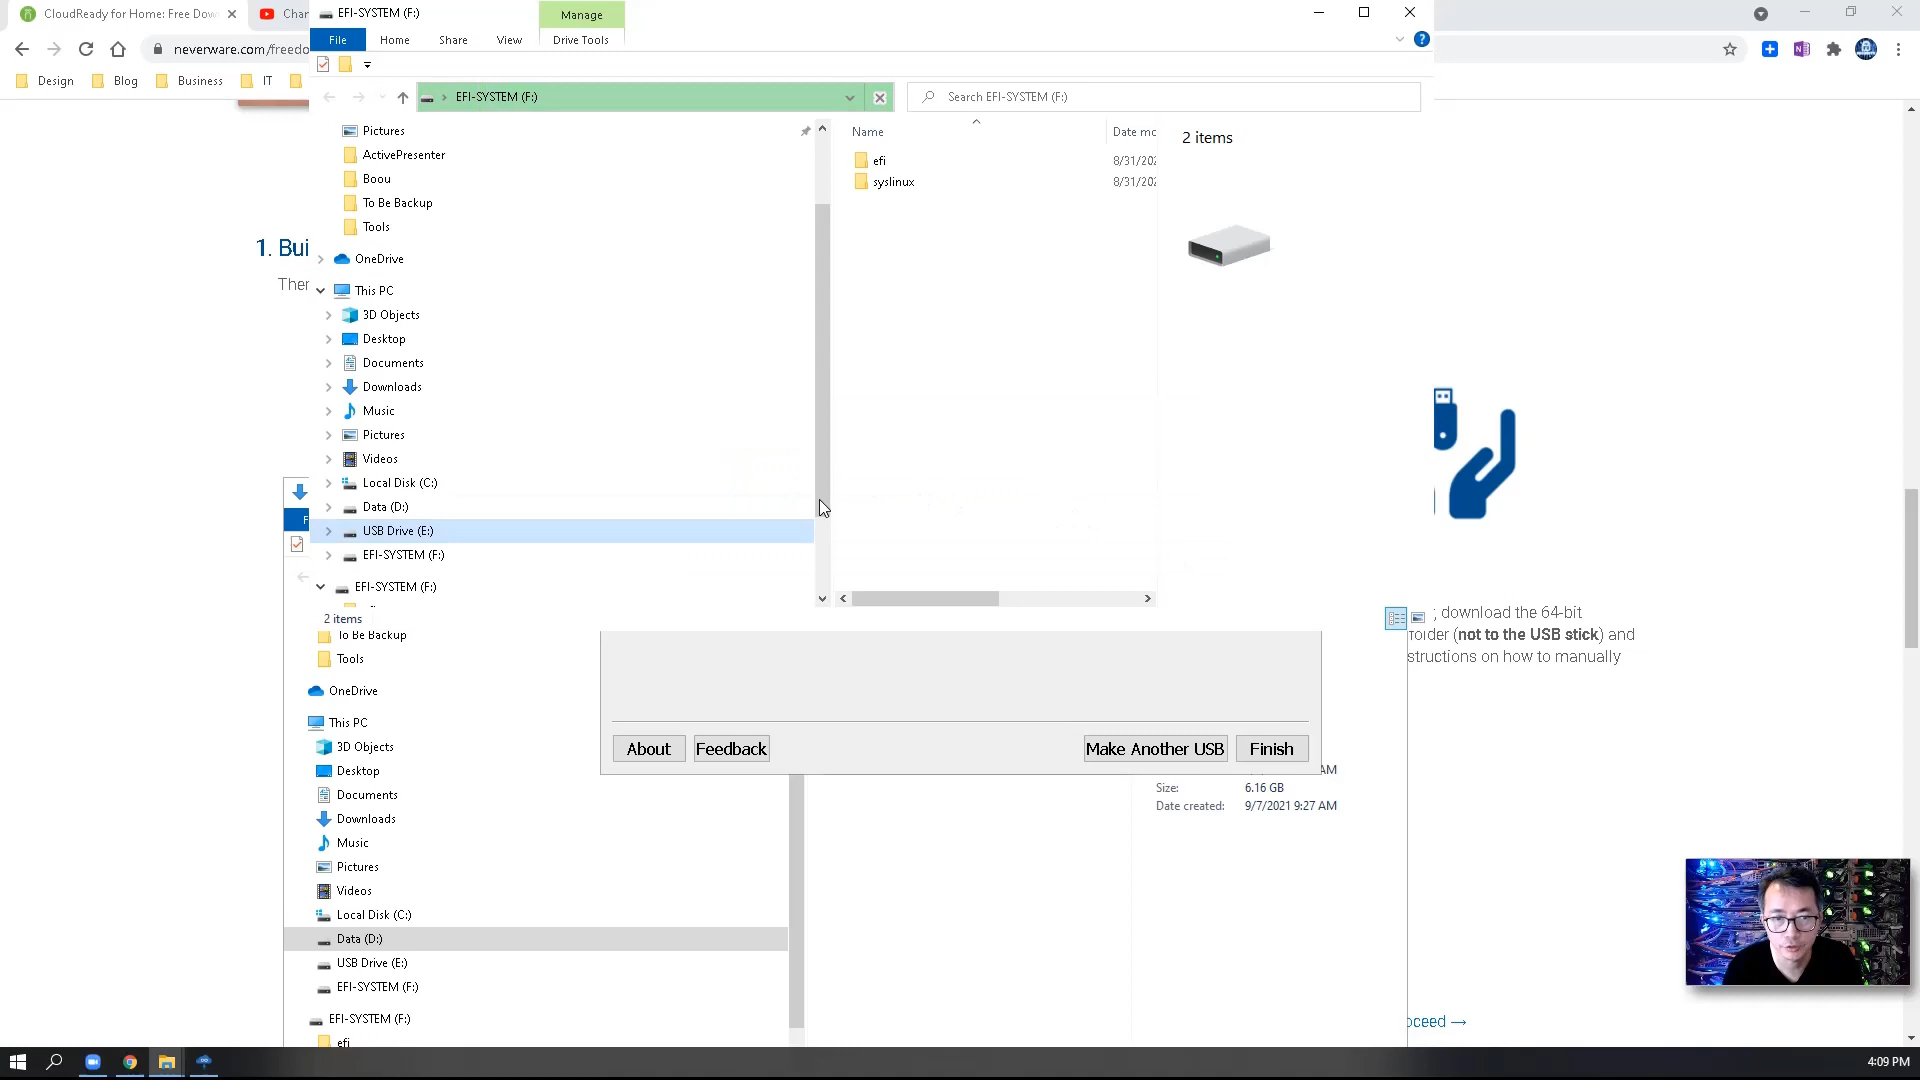 CloudReady for Home: Free Dow
Char
EFI-SYSTEM (F:)
Manage
File
Home
Share
View
Drive Tools
neverware.com/freedo
Design
Blog
Business
IT
EFI-SYSTEM (F:)
Search EFI-SYSTEM (F:)
Pictures
ActivePresenter
Boou
To Be Backup
Tools
OneDrive
This PC
3D Objects
Desktop
Documents
Downloads
Music
Pictures
Videos
Local Disk (C:)
Data (D:)
USB Drive (E:)
EFI-SYSTEM (F:)
EFI-SYSTEM (F:)
2 items
Name
Date mo
efi
8/31/202
syslinux
8/31/202
2 items
1. Bui
Ther
F
; download the 64-bit
folder (not to the USB stick) and
structions on how to manually
To Be Backup
Tools
OneDrive
This PC
3D Objects
Desktop
Documents
Downloads
Music
Pictures
Videos
Local Disk (C:)
Data (D:)
USB Drive (E:)
EFI-SYSTEM (F:)
EFI-SYSTEM (F:)
efi
About
Feedback
Make Another USB
Finish
AM
Size:
6.16 GB
Date created:
9/7/2021 9:27 AM
oceed →
4:09 PM